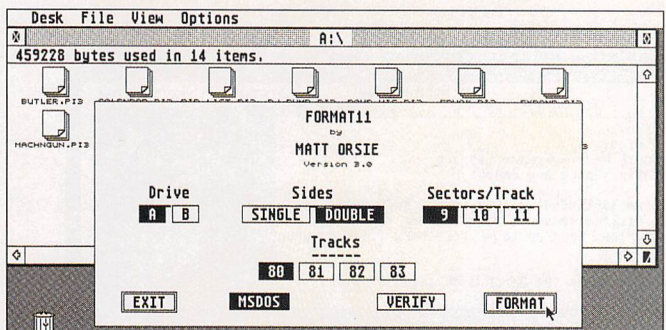 Desk File View Options
A:\
459228 bytes used in 14 items.
BUTLER.PI3
MACHNGUN.PI3
FORMAT11
by
MATT ORSIE
Version 3.0
Drive Sides Sectors/Track
A B SINGLE DOUBLE 9 10 11
Tracks
80 81 82 83
EXIT MSDOS VERIFY FORMAT